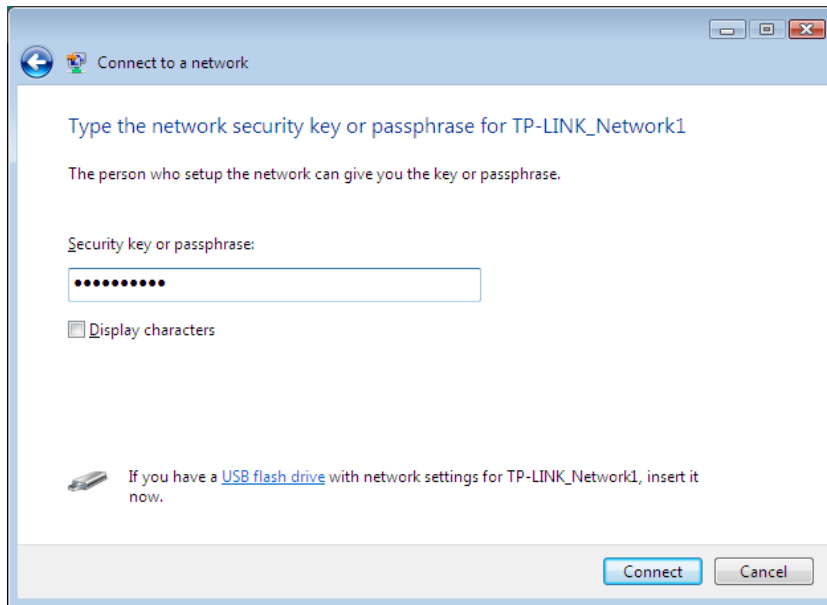 Connect to a network
Type the network security key or passphrase for TP-LINK_Network1
The person who setup the network can give you the key or passphrase.
Security key or passphrase:
••••••••••
Display characters
If you have a USB flash drive with network settings for TP-LINK_Network1, insert it
now.
Connect Cancel